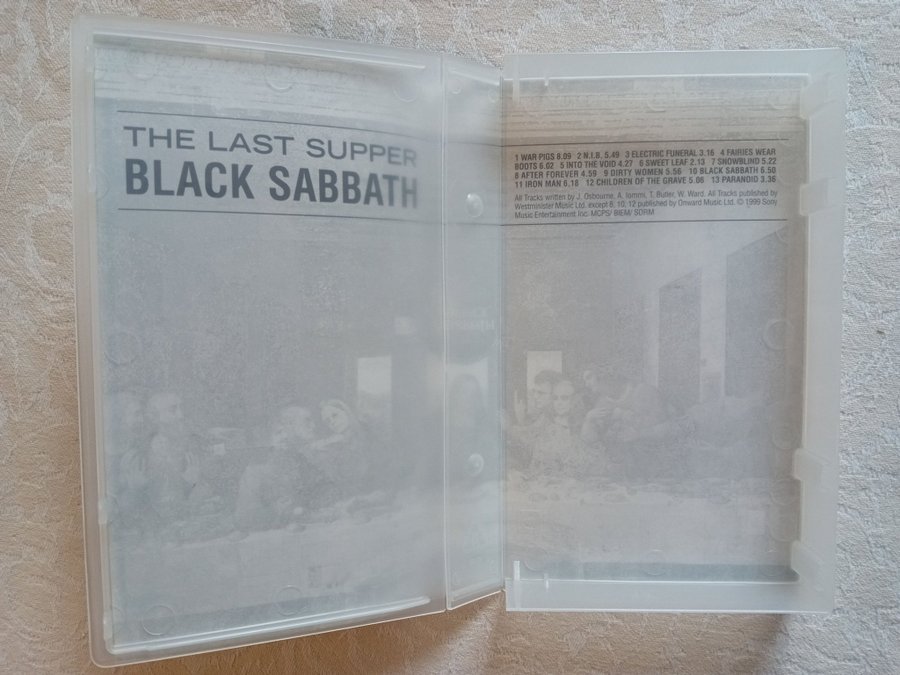 THE LAST SUPPER
BLACK SABBATH
1 WAR PIGS 8.09 2 N.I.B. 5.49 3 ELECTRIC FUNERAL 3.16 4 FAIRIES WEAR
BOOTS 6.02 5 INTO THE VOID 4.27 6 SWEET LEAF 2.13 7 SNOWBLIND 5.22
8 AFTER FOREVER 4.59 9 DIRTY WOMEN 5.56 10 BLACK SABBATH 6.50
11 IRON MAN 6.18 12 CHILDREN OF THE GRAVE 5.08 13 PARANOID 3.36
All Tracks written by J. Osbourne, A. Iommi, T. Butler, W. Ward. All Tracks published by
Westminister Music Ltd. except 8, 10, 12 published by Onward Music Ltd. © 1999 Sony
Music Entertainment Inc. MCPS/ BIEM/ SDRM